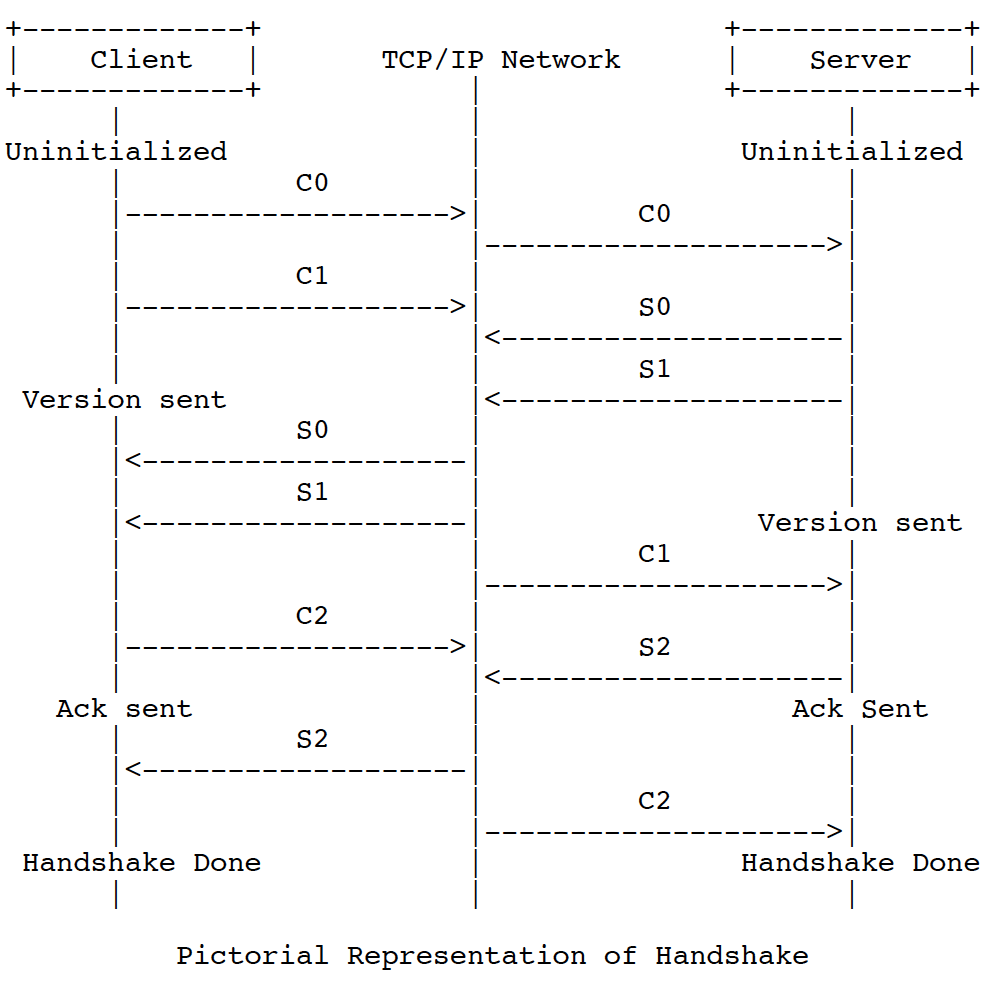 +-------------+                            +-------------+
|    Client   |       TCP/IP Network       |    Server   |
+-------------+             |              +-------------+
      |                     |                     |
Uninitialized               |               Uninitialized
      |          C0         |                     |
      |------------------->|         C0          |
      |                     |-------------------->|
      |          C1         |                     |
      |------------------->|         S0          |
      |                     |<--------------------|
      |                     |         S1          |
 Version sent               |<--------------------|
      |          S0         |                     |
      |<-------------------|                     |
      |          S1         |                     |
      |<-------------------|                Version sent
      |                     |         C1          |
      |                     |-------------------->|
      |          C2         |                     |
      |------------------->|         S2          |
      |                     |<--------------------|
   Ack sent                 |                  Ack Sent
      |          S2         |                     |
      |<-------------------|                     |
      |                     |         C2          |
      |                     |-------------------->|
 Handshake Done             |               Handshake Done
      |                     |                     |
          Pictorial Representation of Handshake